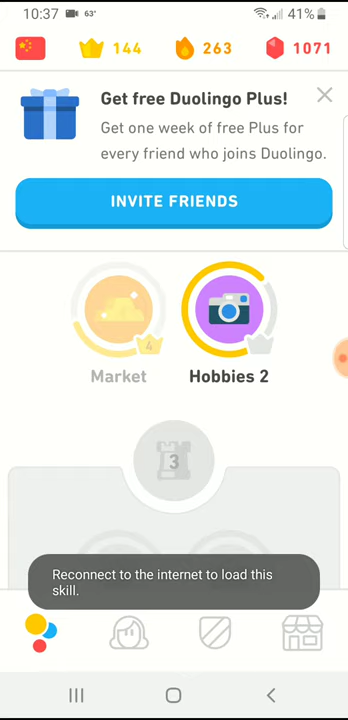 10:37 63° 41%
144 263 1071
Get free Duolingo Plus!
Get one week of free Plus for
every friend who joins Duolingo.
INVITE FRIENDS
4
Market Hobbies 2
3
Reconnect to the internet to load this
skill.